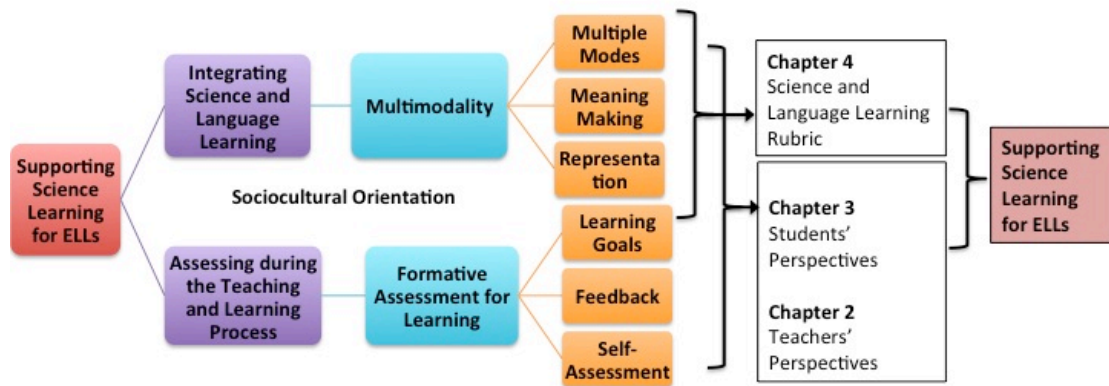 Supporting
Science
Learning
for ELLs
Integrating
Science and
Language
Learning
Multimodality
Multiple
Modes
Meaning
Making
Representa
tion
Sociocultural Orientation
Assessing during
the Teaching
and Learning
Process
Formative
Assessment for
Learning
Learning
Goals
Feedback
Self-
Assessment
Chapter 4
Science and
Language Learning
Rubric
Chapter 3
Students’
Perspectives
Chapter 2
Teachers’
Perspectives
Supporting
Science
Learning
for ELLs